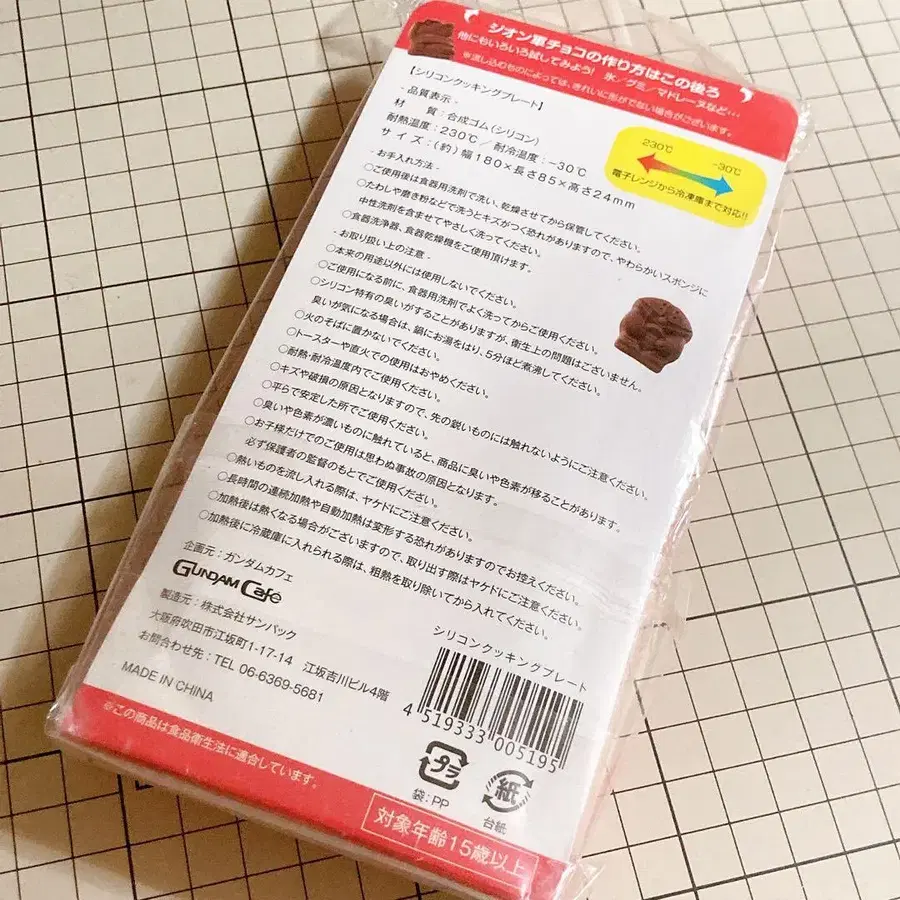 ジオン軍チョコの作り方はこの後ろ
他にもいろいろ試してみよう! 氷/グミ/マドレーヌなど…
※流し込むものによっては、きれいに形がでない場合がございます。
【シリコンクッキングプレート】
- 品質表示 -
材 質:合成ゴム(シリコン)
耐熱温度:230℃/耐冷温度:-30℃
サイズ:(約)幅180×長さ85×高さ24mm
230℃ -30℃
電子レンジから冷凍庫まで対応!!
- お手入れ方法 -
○ご使用後は食器用洗剤で洗い、乾燥させてから保管してください。
○たわしや磨き粉などで洗うとキズがつく恐れがありますので、やわらかいスポンジに
中性洗剤を含ませてやさしく洗ってください。
○食器洗浄器、食器乾燥機をご使用頂けます。
- お取り扱い上の注意 -
○本来の用途以外には使用しないでください。
○ご使用になる前に、食器用洗剤でよく洗ってからご使用ください。
○シリコン特有の臭いがすることがありますが、衛生上の問題はございません。
臭いが気になる場合は、鍋にお湯をはり、5分ほど煮沸してください。
○火のそばに置かないでください。
○トースターや直火での使用はおやめください。
○耐熱・耐冷温度内でご使用ください。
○キズや破損の原因となりますので、先の鋭いものには触れないようにご注意ください。
○平らで安定した所でご使用ください。
○臭いや色素が濃いものに触れていると、商品に臭いや色素が移ることがあります。
○お子様だけでのご使用は思わぬ事故の原因となります。
必ず保護者の監督のもとでご使用ください。
○熱いものを流し入れる際は、ヤケドにご注意ください。
○長時間の連続加熱や自動加熱は変形する恐れがありますのでお控えください。
○加熱後は熱くなる場合がございますので、取り出す際はヤケドにご注意ください。
○加熱後に冷蔵庫に入れられる際は、粗熱を取り除いてから入れてください。
企画元:ガンダムカフェ
GUNDAM Café
製造元:株式会社サンパック
大阪府吹田市江坂町1-17-14 江坂吉川ビル4階
お問合わせ先:TEL 06-6369-5681
MADE IN CHINA
シリコンクッキングプレート
4 519333 005195
プラ
袋:PP
紙
台紙
※この商品は食品衛生法に適合しています。
対象年齢15歳以上